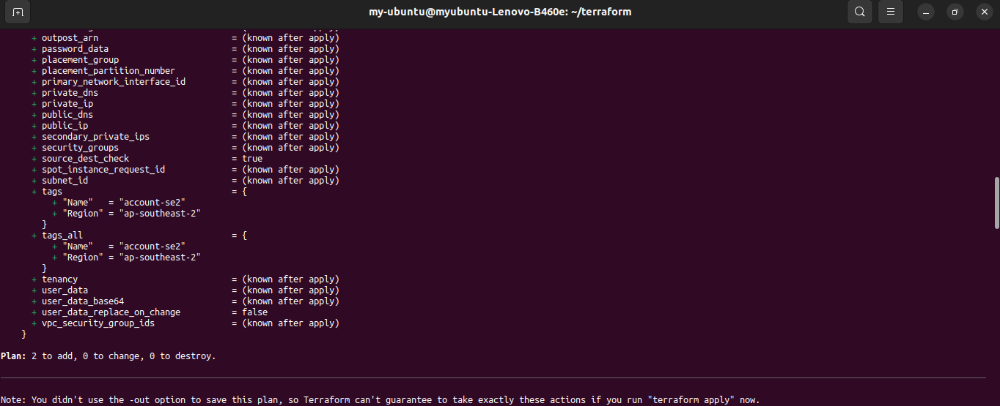 my-ubuntu@myubuntu-Lenovo-B460e: ~/terraform
+ outpost_arn = (known after apply)
+ password_data = (known after apply)
+ placement_group = (known after apply)
+ placement_partition_number = (known after apply)
+ primary_network_interface_id = (known after apply)
+ private_dns = (known after apply)
+ private_ip = (known after apply)
+ public_dns = (known after apply)
+ public_ip = (known after apply)
+ secondary_private_ips = (known after apply)
+ security_groups = (known after apply)
+ source_dest_check = true
+ spot_instance_request_id = (known after apply)
+ subnet_id = (known after apply)
+ tags = {
+ "Name" = "account-se2"
+ "Region" = "ap-southeast-2"
}
+ tags_all = {
+ "Name" = "account-se2"
+ "Region" = "ap-southeast-2"
}
+ tenancy = (known after apply)
+ user_data = (known after apply)
+ user_data_base64 = (known after apply)
+ user_data_replace_on_change = false
+ vpc_security_group_ids = (known after apply)
}
Plan: 2 to add, 0 to change, 0 to destroy.
Note: You didn't use the -out option to save this plan, so Terraform can't guarantee to take exactly these actions if you run "terraform apply" now.